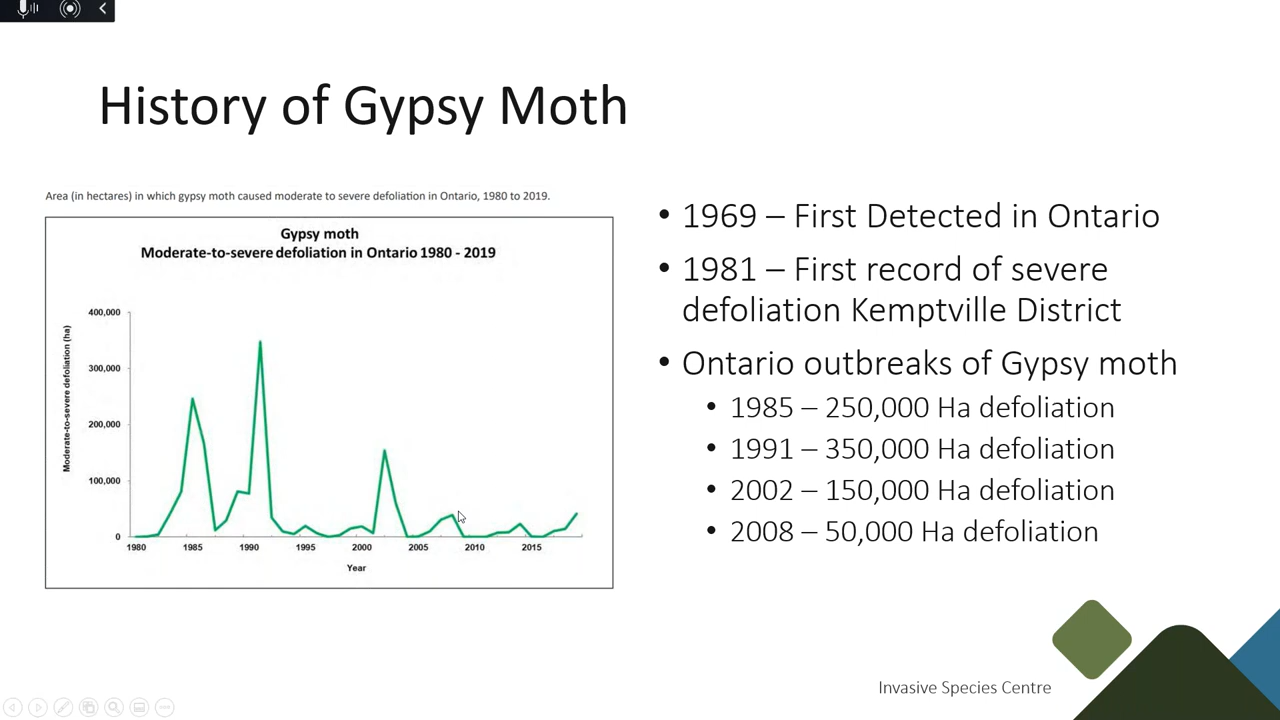 History of Gypsy Moth
Area (in hectares) in which gypsy moth caused moderate to severe defoliation in Ontario, 1980 to 2019.
Gypsy moth
Moderate-to-severe defoliation in Ontario 1980 - 2019
Moderate-to-severe defoliation (ha)
400,000
300,000
200,000
100,000
0
1980 1985 1990 1995 2000 2005 2010 2015
Year
• 1969 – First Detected in Ontario
• 1981 – First record of severe
defoliation Kemptville District
• Ontario outbreaks of Gypsy moth
• 1985 – 250,000 Ha defoliation
• 1991 – 350,000 Ha defoliation
• 2002 – 150,000 Ha defoliation
• 2008 – 50,000 Ha defoliation
Invasive Species Centre